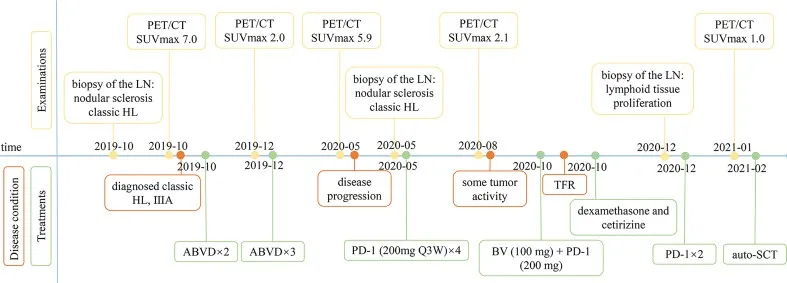 PET/CT
SUVmax 7.0
PET/CT
SUVmax 2.0
PET/CT
SUVmax 5.9
PET/CT
SUVmax 2.1
PET/CT
SUVmax 1.0
Examinations
biopsy of the LN:
nodular sclerosis
classic HL
biopsy of the LN:
nodular sclerosis
classic HL
biopsy of the LN:
lymphoid tissue
proliferation
time
2019-10
2019-10
2019-12
2020-05
2020-05
2020-08
2020-12
2021-01
2019-10
2019-12
2020-05
2020-10
2020-10
2020-12
2021-02
Disease condition
Treatments
diagnosed classic
HL, IIIA
disease
progression
some tumor
activity
TFR
dexamethasone and
cetirizine
ABVD×2
ABVD×3
PD-1 (200mg Q3W)×4
BV (100 mg) + PD-1
(200 mg)
PD-1×2
auto-SCT